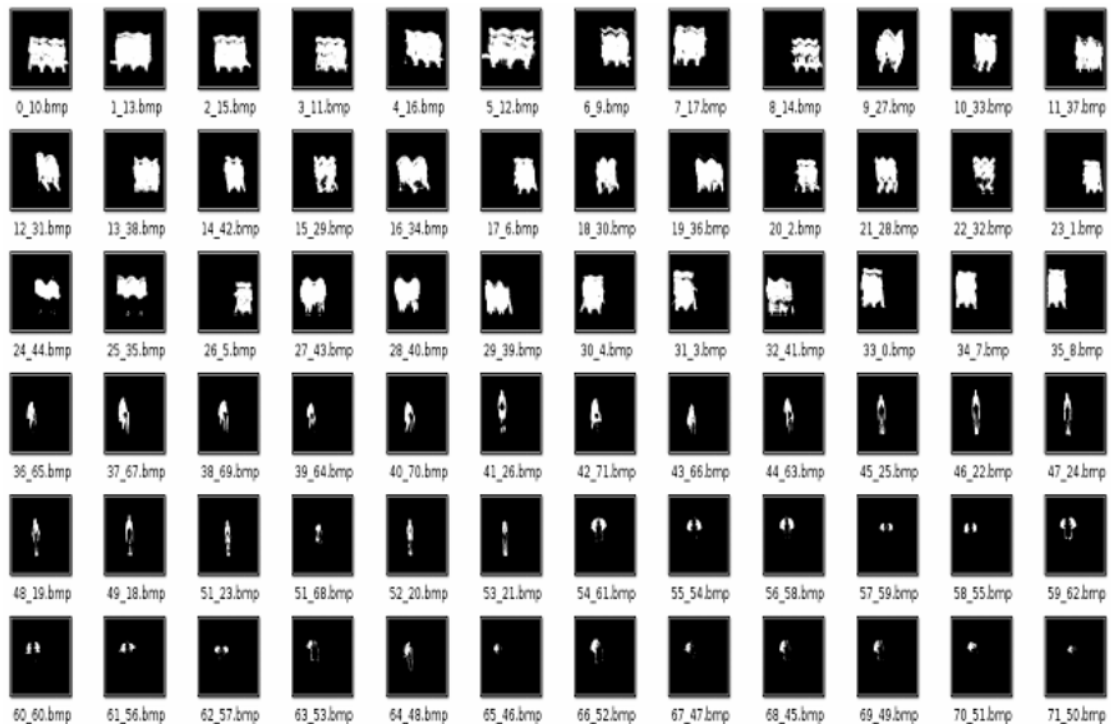 0_10.bmp 1_13.bmp 2_15.bmp 3_11.bmp 4_16.bmp 5_12.bmp 6_9.bmp 7_17.bmp 8_14.bmp 9_27.bmp 10_33.bmp 11_37.bmp
12_31.bmp 13_38.bmp 14_42.bmp 15_29.bmp 16_34.bmp 17_6.bmp 18_30.bmp 19_36.bmp 20_2.bmp 21_28.bmp 22_32.bmp 23_1.bmp
24_44.bmp 25_35.bmp 26_5.bmp 27_43.bmp 28_40.bmp 29_39.bmp 30_4.bmp 31_3.bmp 32_41.bmp 33_0.bmp 34_7.bmp 35_8.bmp
36_65.bmp 37_67.bmp 38_69.bmp 39_64.bmp 40_70.bmp 41_26.bmp 42_71.bmp 43_66.bmp 44_63.bmp 45_25.bmp 46_22.bmp 47_24.bmp
48_19.bmp 49_18.bmp 51_23.bmp 51_68.bmp 52_20.bmp 53_21.bmp 54_61.bmp 55_54.bmp 56_58.bmp 57_59.bmp 58_55.bmp 59_62.bmp
60_60.bmp 61_56.bmp 62_57.bmp 63_53.bmp 64_48.bmp 65_46.bmp 66_52.bmp 67_47.bmp 68_45.bmp 69_49.bmp 70_51.bmp 71_50.bmp